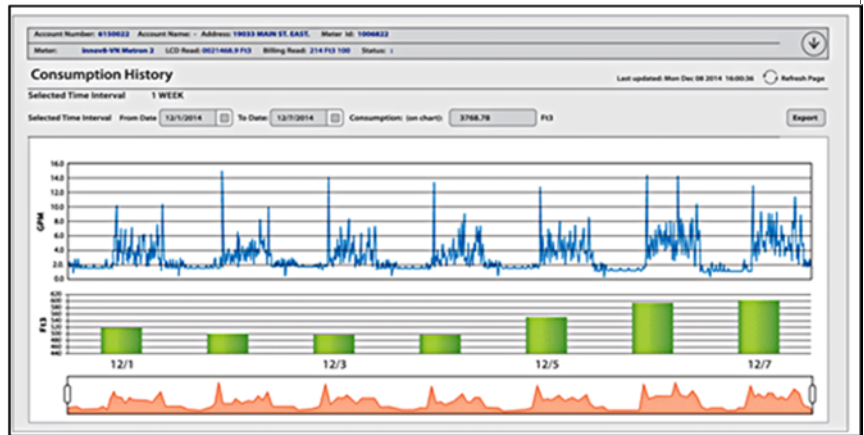 Account Number: 6150022 Account Name: - Address: 19033 MAIN ST. EAST. Meter Id: 1006822
Meter: innov8-VN Matron 2 LCD Read: 0021468.9 Ft3 Billing Read: 214 Ft3 100 Status: :
Consumption History
Last updated: Mon Dec 08 2014 16:00:36 Refresh Page
Selected Time Interval 1 WEEK
Selected Time Interval From Date 12/1/2014 To Date: 12/7/2014 Consumption: (on chart): 3768.78 Ft3 Export
16.0
14.0
12.0
10.0
8.0
6.0
4.0
2.0
0.0
GPM
Ft3
12/1 12/3 12/5 12/7